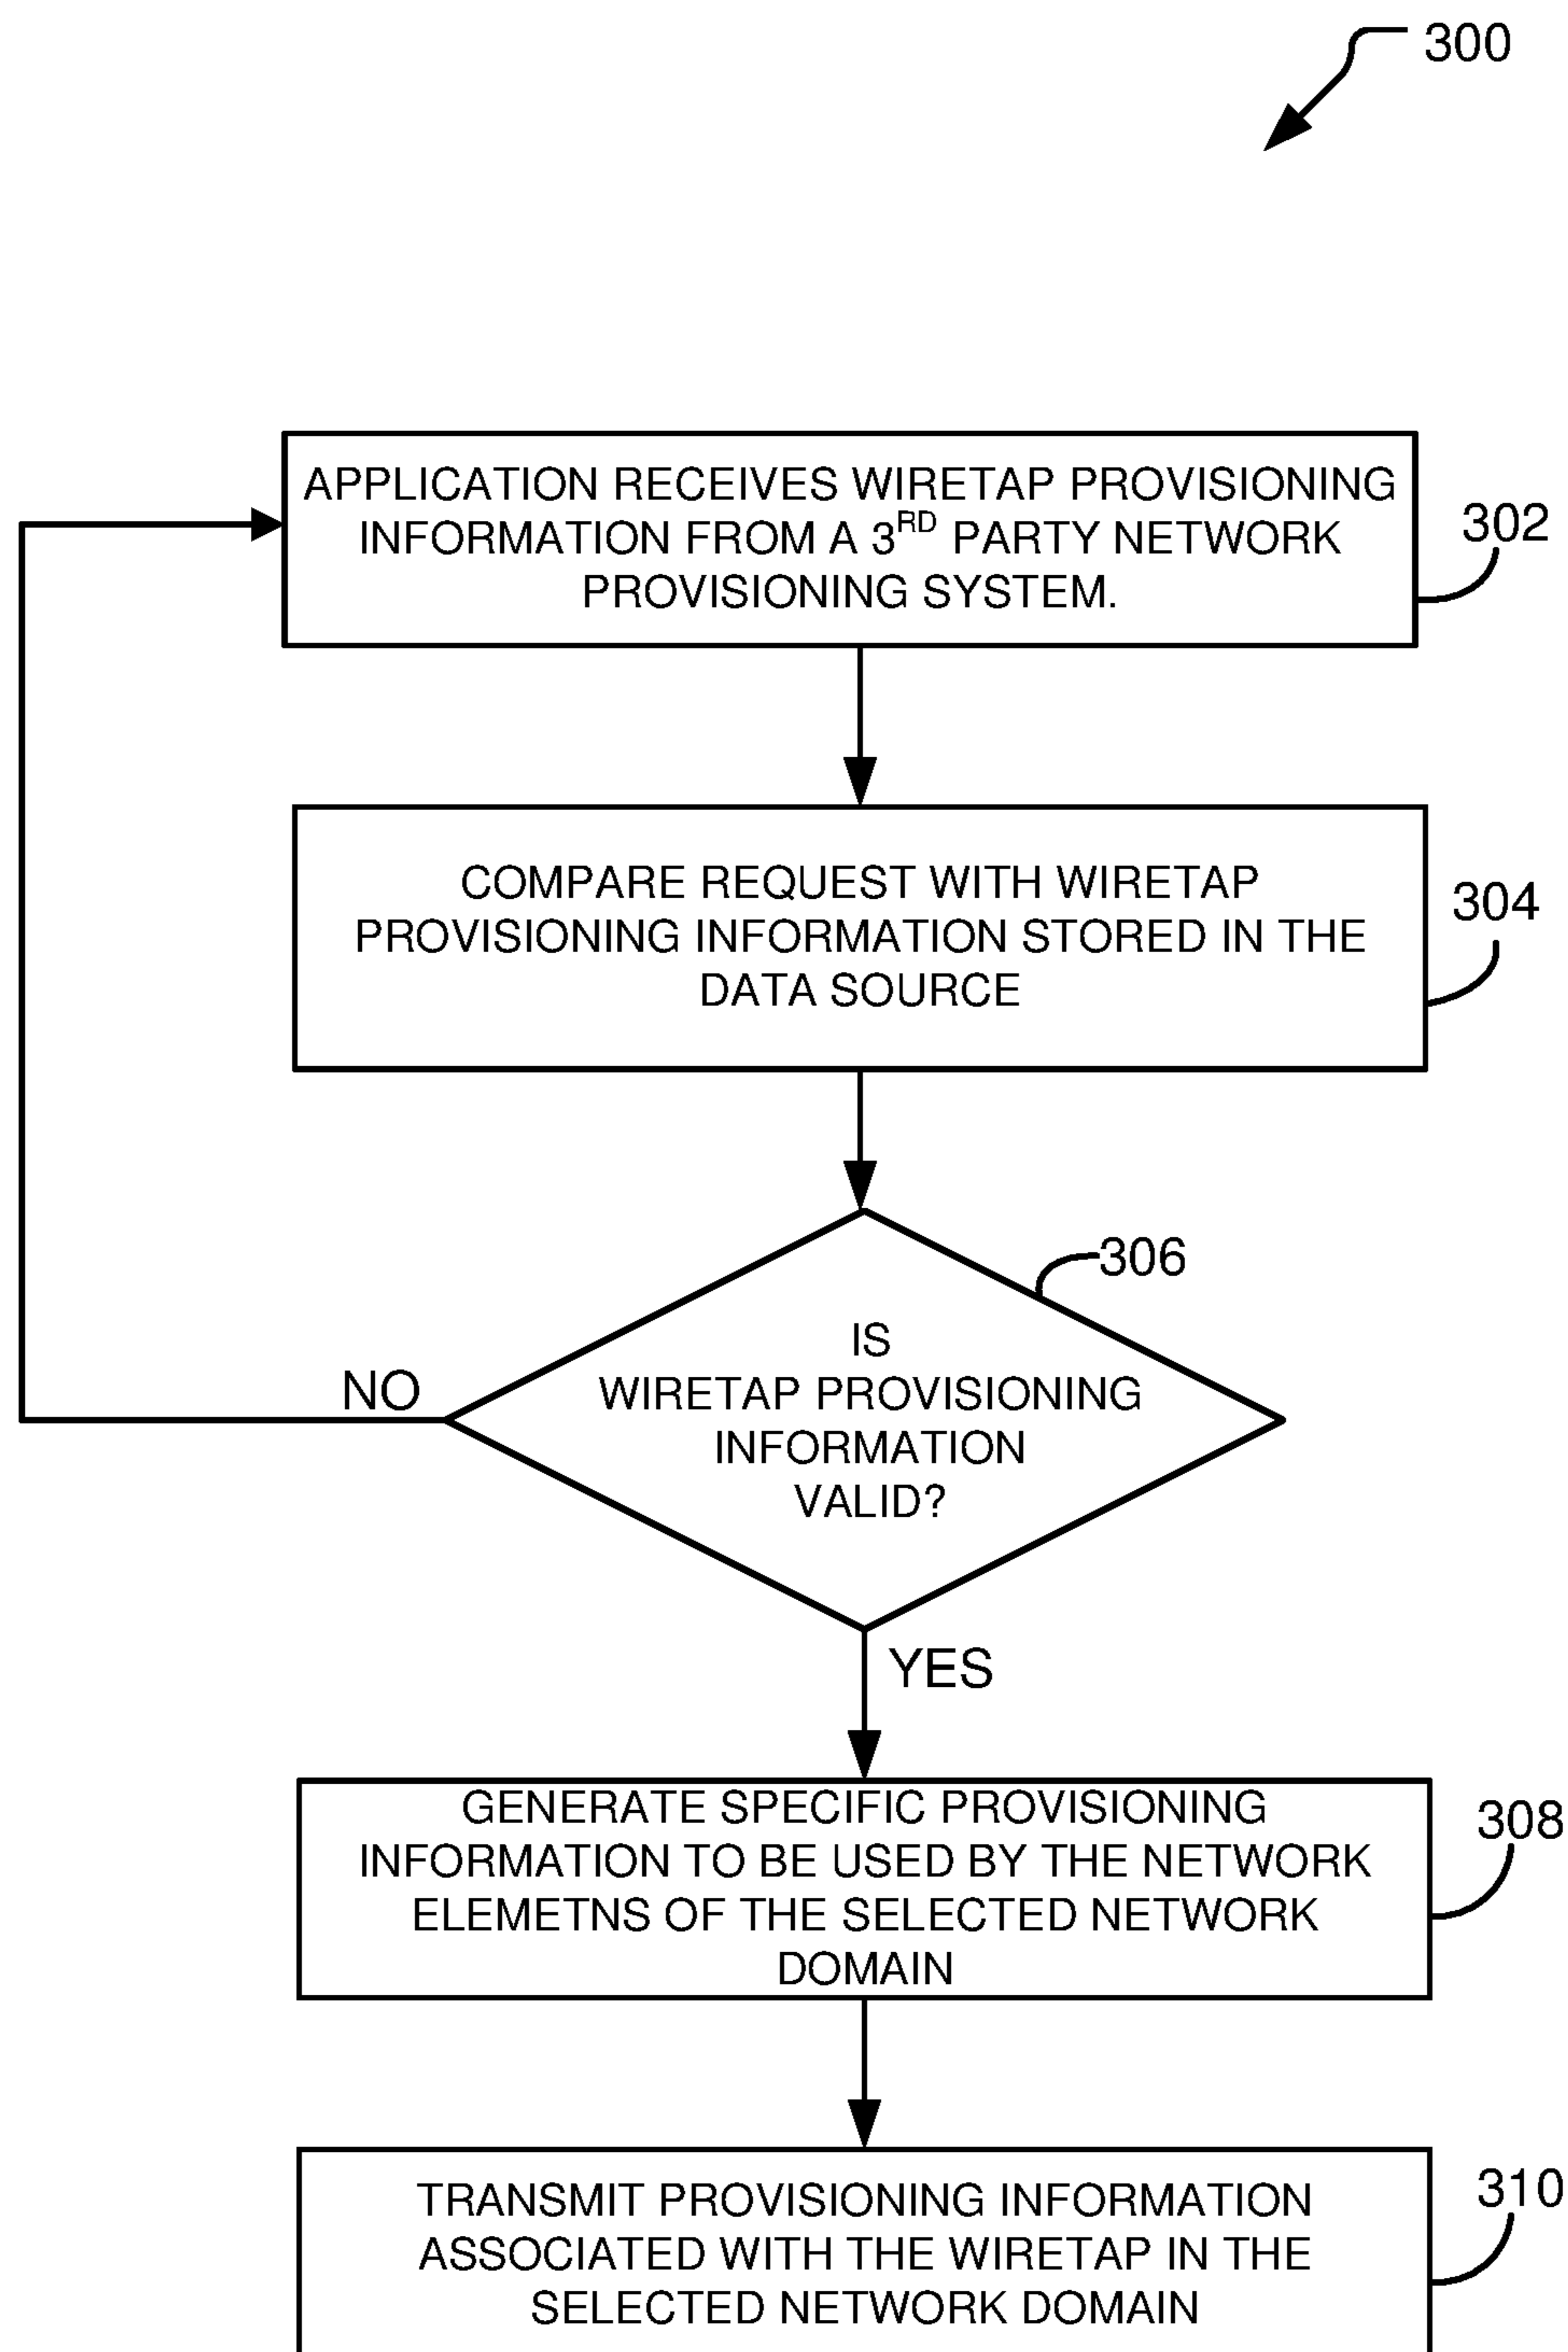 300
APPLICATION RECEIVES WIRETAP PROVISIONING
INFORMATION FROM A 3RD PARTY NETWORK
PROVISIONING SYSTEM.
302
COMPARE REQUEST WITH WIRETAP
PROVISIONING INFORMATION STORED IN THE
DATA SOURCE
304
306
IS
WIRETAP PROVISIONING
INFORMATION
VALID?
NO
YES
GENERATE SPECIFIC PROVISIONING
INFORMATION TO BE USED BY THE NETWORK
ELEMETNS OF THE SELECTED NETWORK
DOMAIN
308
TRANSMIT PROVISIONING INFORMATION
ASSOCIATED WITH THE WIRETAP IN THE
SELECTED NETWORK DOMAIN
310